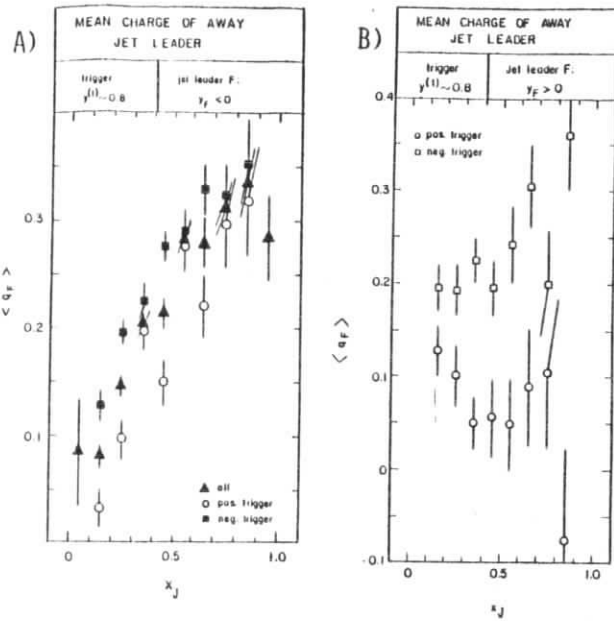 A)
MEAN CHARGE OF AWAY
JET LEADER
trigger
y(1)~0.8
jet leader F:
yF < 0
0.3
0.2
0.1
< qF >
▲ all
○ pos. trigger
■ neg. trigger
0 0.5 1.0
xJ
B)
MEAN CHARGE OF AWAY
JET LEADER
trigger
y(1)~0.8
Jet leader F:
yF > 0
0.4
○ pos. trigger
□ neg. trigger
0.3
0.2
0.1
0
-0.1
< qF >
0 0.5 1.0
xJ